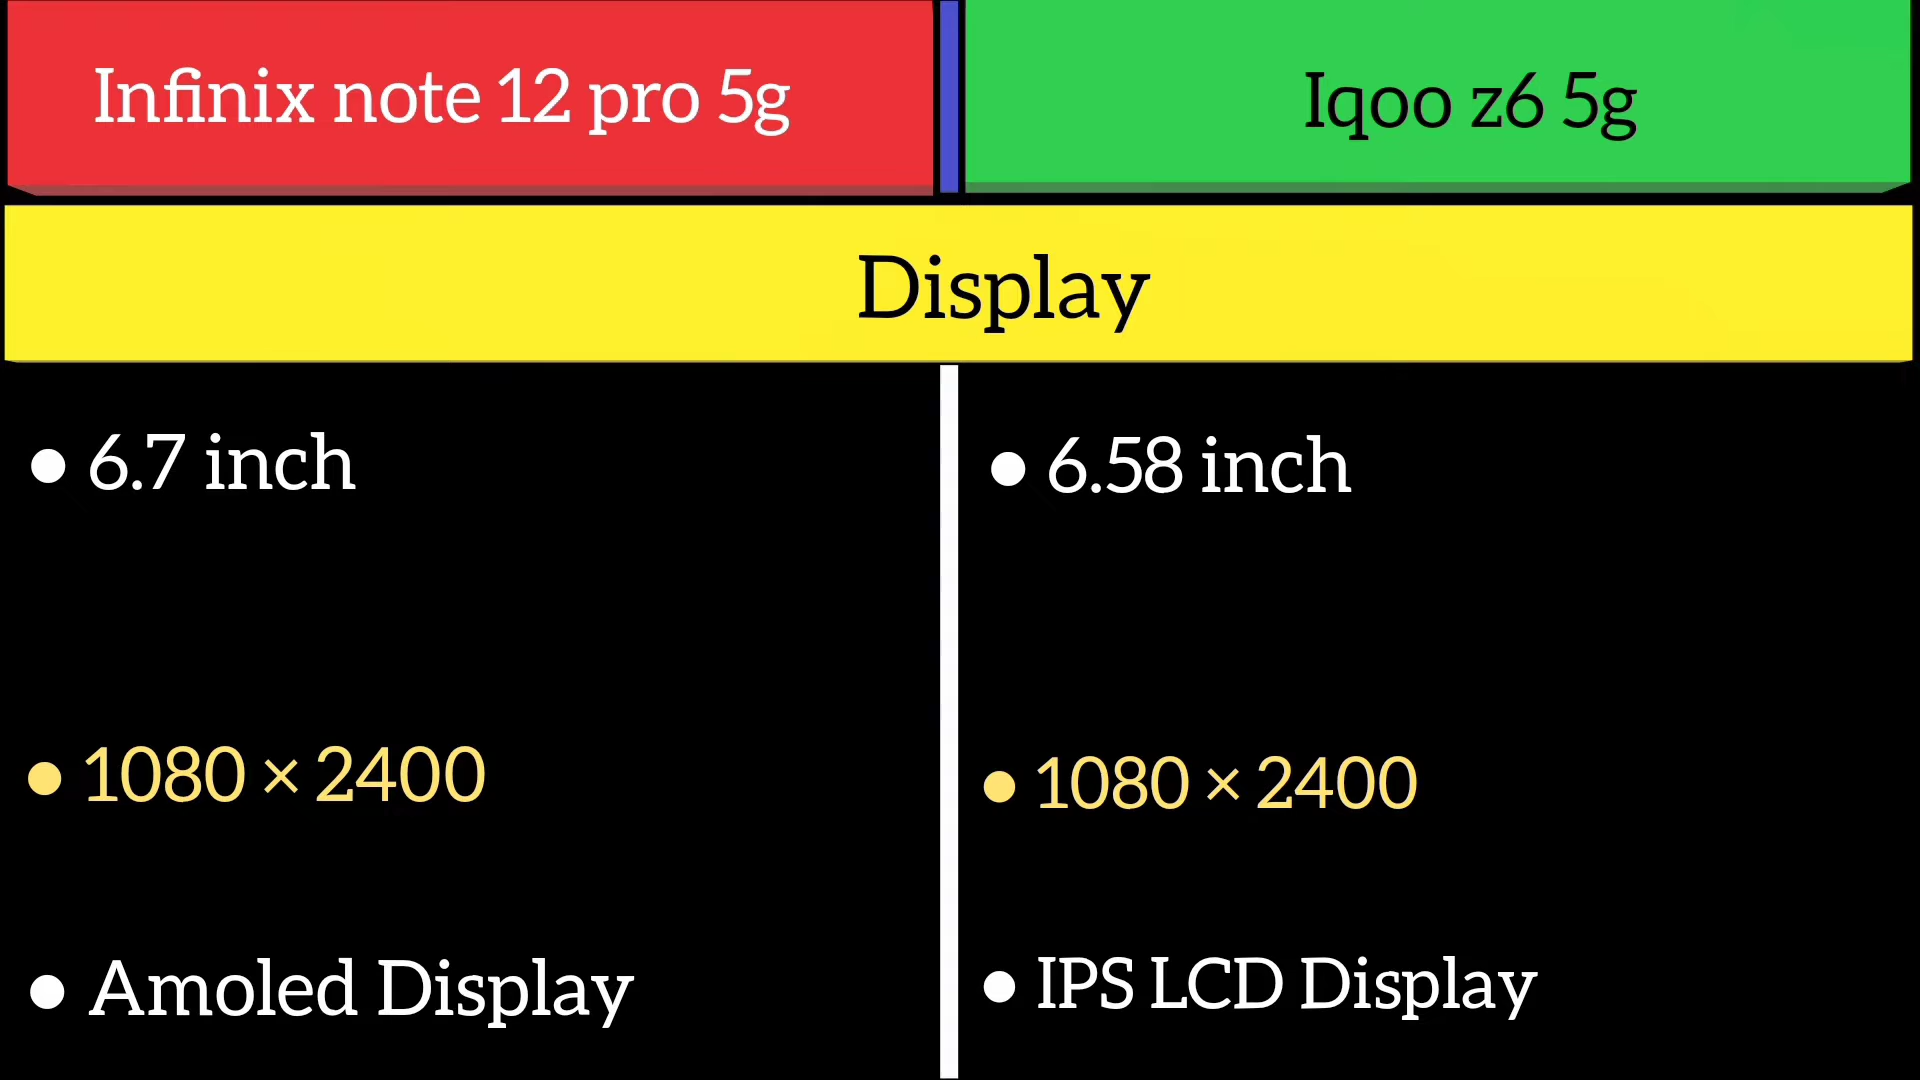 Infinix note 12 pro 5g
Iqoo z6 5g
Display
• 6.7 inch
• 6.58 inch
• 1080 × 2400
• 1080 × 2400
• Amoled Display
• IPS LCD Display